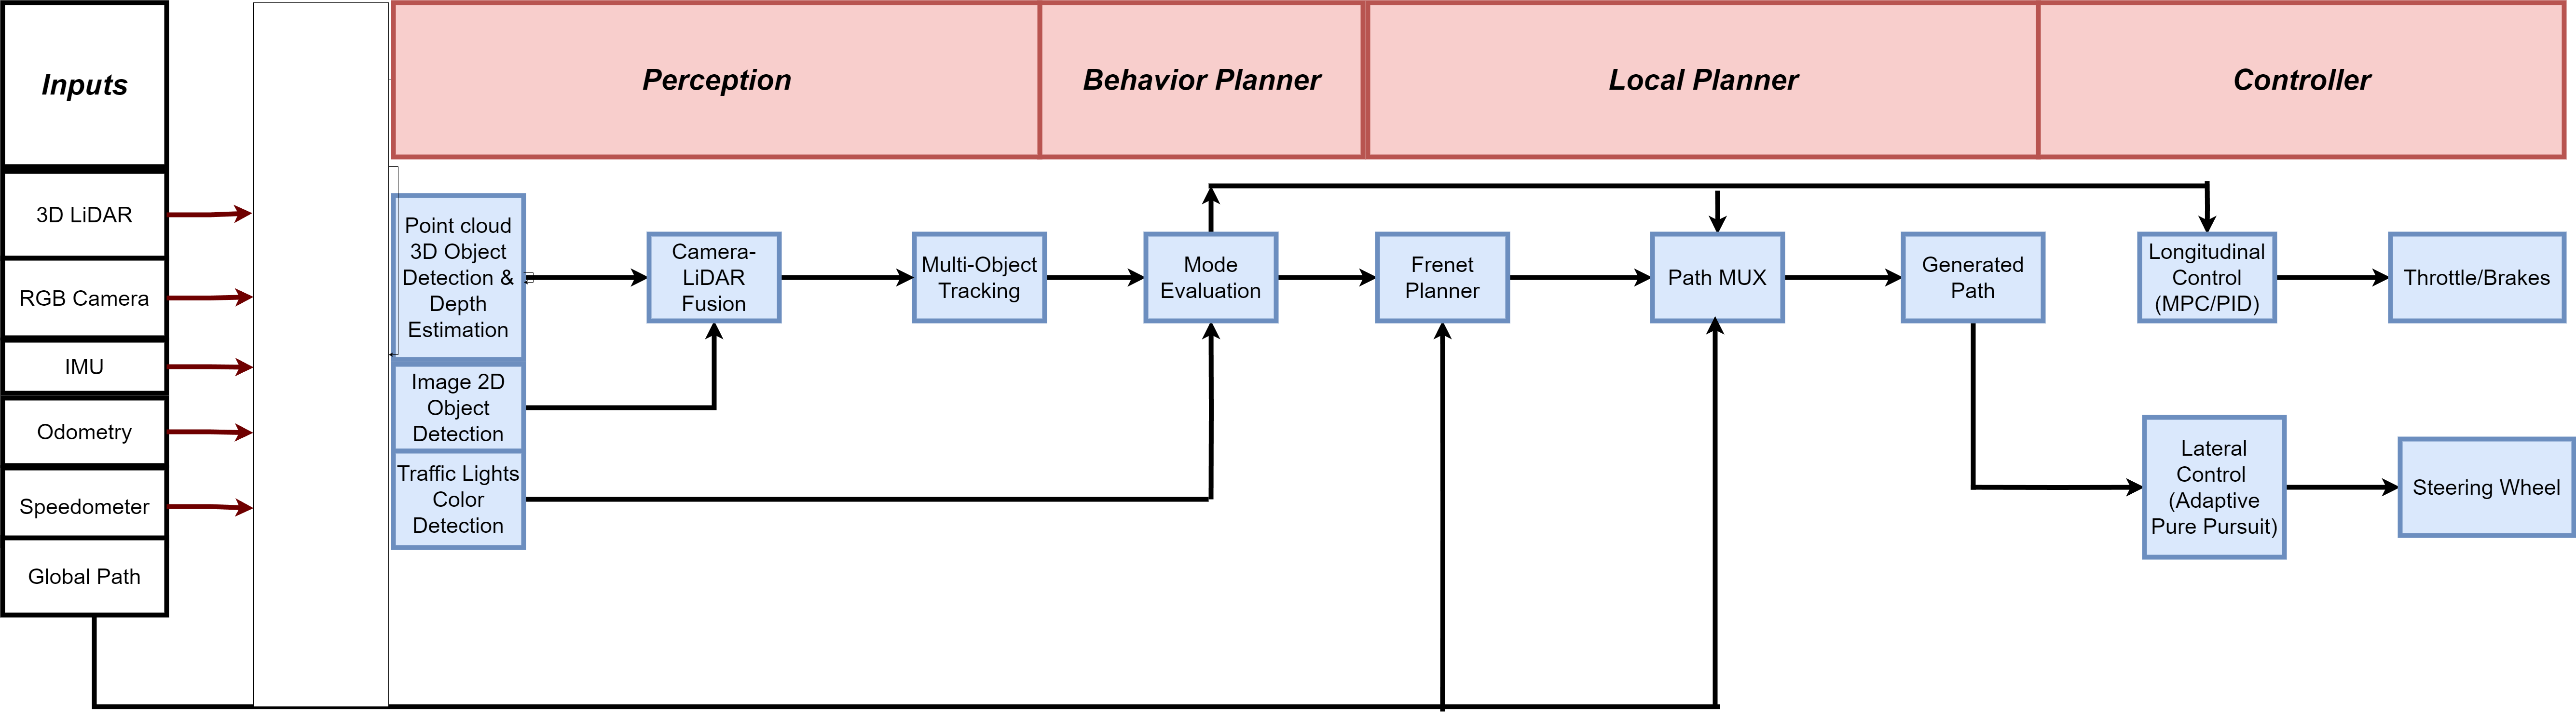 Inputs
Perception
Behavior Planner
Local Planner
Controller
3D LiDAR
RGB Camera
IMU
Odometry
Speedometer
Global Path
Point cloud
3D Object
Detection &
Depth
Estimation
Image 2D
Object
Detection
Traffic Lights
Color
Detection
Camera-
LiDAR
Fusion
Multi-Object
Tracking
Mode
Evaluation
Frenet
Planner
Path MUX
Generated
Path
Longitudinal
Control
(MPC/PID)
Throttle/Brakes
Lateral
Control
(Adaptive
Pure Pursuit)
Steering Wheel